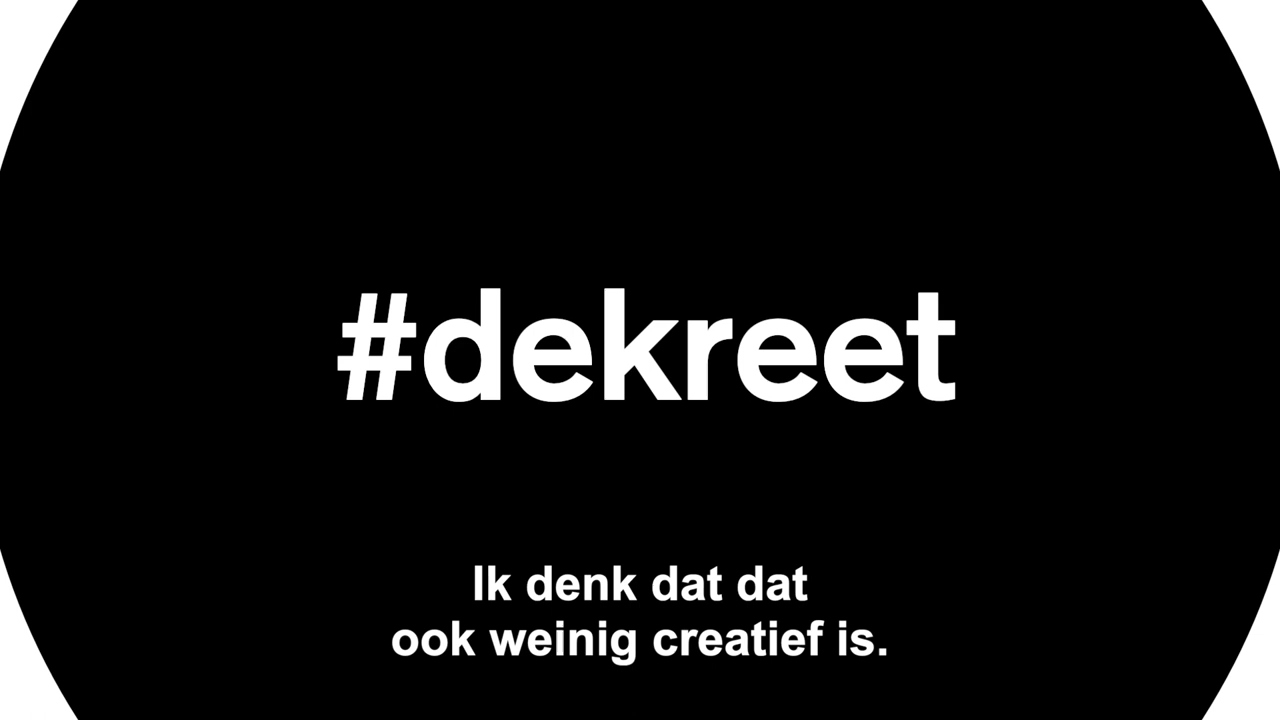 #dekreet
Ik denk dat dat
ook weinig creatief is.